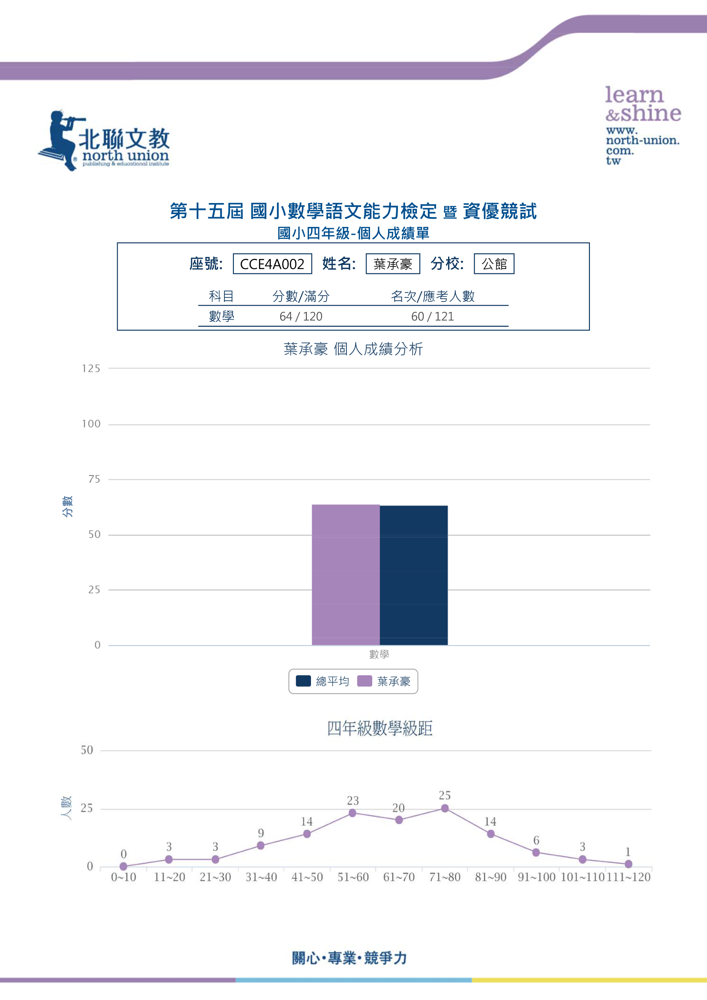 learn
&shine
www.
north-union.
com.
tw
北聯文教
north union
publishing & educational institute
®
第十五屆 國小數學語文能力檢定 暨 資優競試
國小四年級-個人成績單
座號: CCE4A002 姓名: 葉承豪 分校: 公館
科目 分數/滿分 名次/應考人數
數學 64 / 120 60 / 121
葉承豪 個人成績分析
125
100
75
50
25
0
分數
數學
總平均 葉承豪
四年級數學級距
50
25
0
人數
0 3 3 9 14 23 20 25 14 6 3 1
0~10 11~20 21~30 31~40 41~50 51~60 61~70 71~80 81~90 91~100 101~110 111~120
關心•專業•競爭力